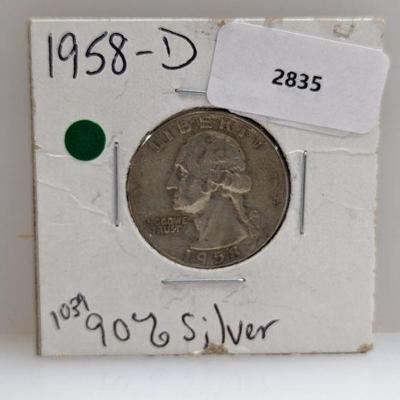 1958-D
2835
LIBERTY
IN GOD WE
TRUST
1958
1039
90% Silver